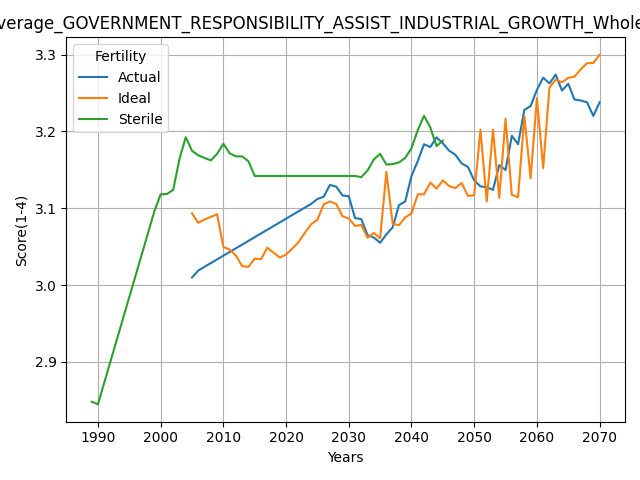 verage_GOVERNMENT_RESPONSIBILITY_ASSIST_INDUSTRIAL_GROWTH_Whole
Fertility
Actual
Ideal
Sterile
Score(1-4)
3.3
3.2
3.1
3.0
2.9
1990 2000 2010 2020 2030 2040 2050 2060 2070
Years